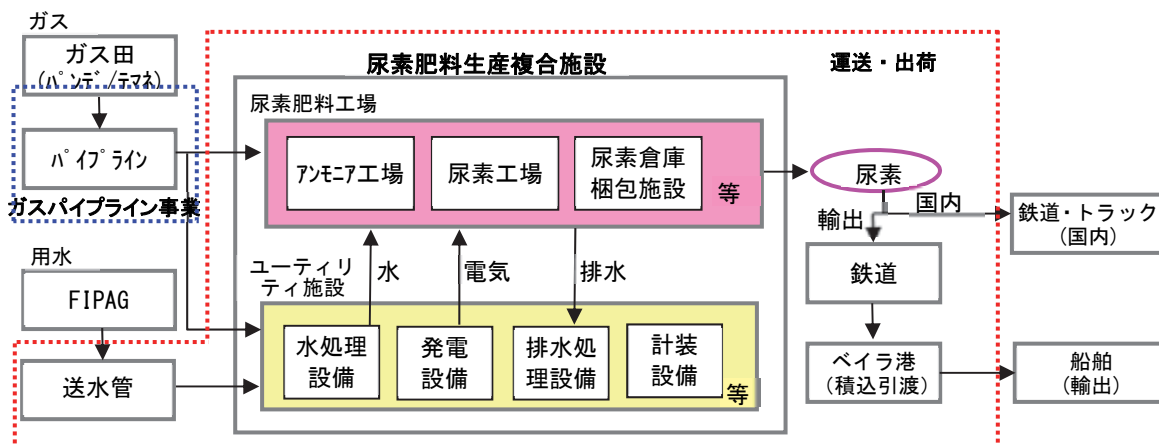 ガス
ガス田
(ﾊﾟﾝﾃﾞ/ﾃﾏﾈ)
ﾊﾟｲﾌﾟﾗｲﾝ
ガスパイプライン事業
用水
FIPAG
送水管
尿素肥料生産複合施設
尿素肥料工場
ｱﾝﾓﾆｱ工場
尿素工場
尿素倉庫
梱包施設
等
水
電気
排水
ユーティリ
ティ施設
水処理
設備
発電
設備
排水処
理設備
計装
設備
等
運送・出荷
尿素
国内
輸出
鉄道・トラック
(国内)
鉄道
ベイラ港
(積込引渡)
船舶
(輸出)